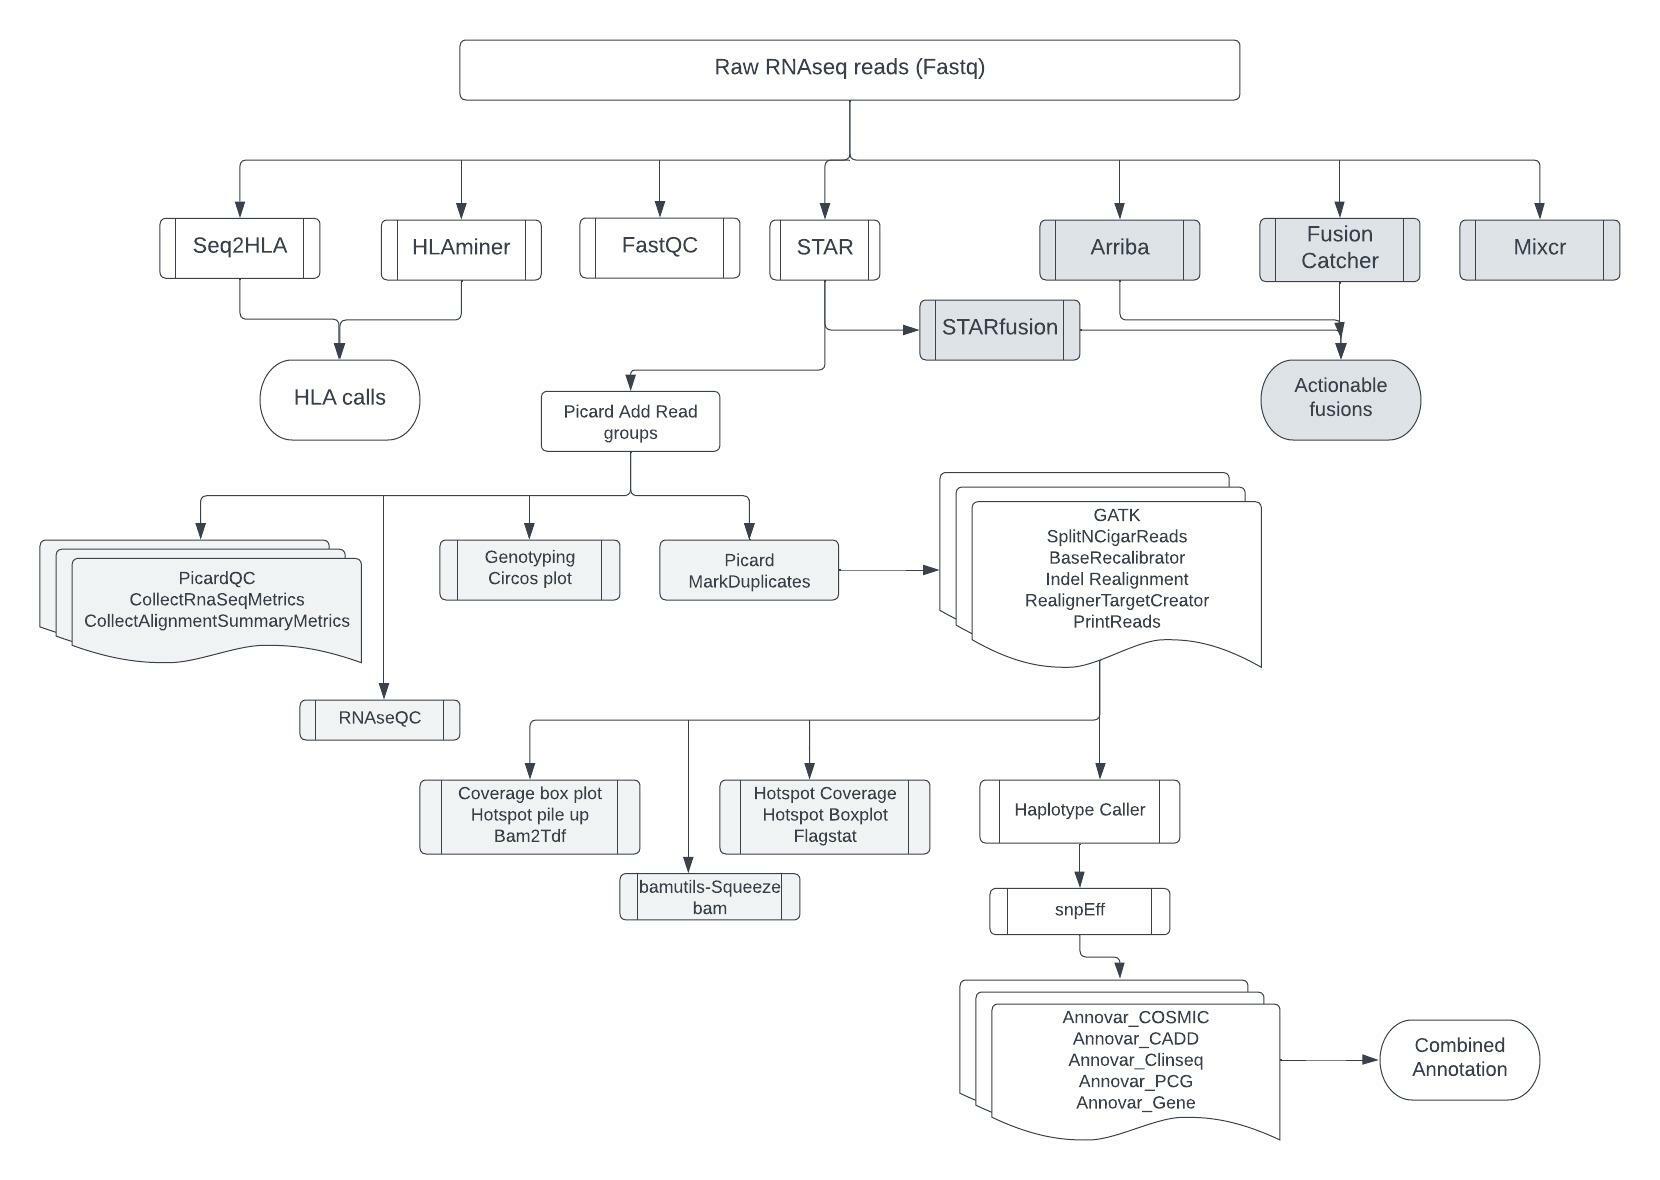 Raw RNAseq reads (Fastq)
Seq2HLA
HLAminer
FastQC
STAR
Arriba
Fusion
Catcher
Mixcr
STARfusion
HLA calls
Actionable
fusions
Picard Add Read
groups
PicardQC
CollectRnaSeqMetrics
CollectAlignmentSummaryMetrics
Genotyping
Circos plot
Picard
MarkDuplicates
GATK
SplitNCigarReads
BaseRecalibrator
Indel Realignment
RealignerTargetCreator
PrintReads
RNAseQC
Coverage box plot
Hotspot pile up
Bam2Tdf
Hotspot Coverage
Hotspot Boxplot
Flagstat
Haplotype Caller
bamutils-Squeeze
bam
snpEff
Annovar_COSMIC
Annovar_CADD
Annovar_Clinseq
Annovar_PCG
Annovar_Gene
Combined
Annotation